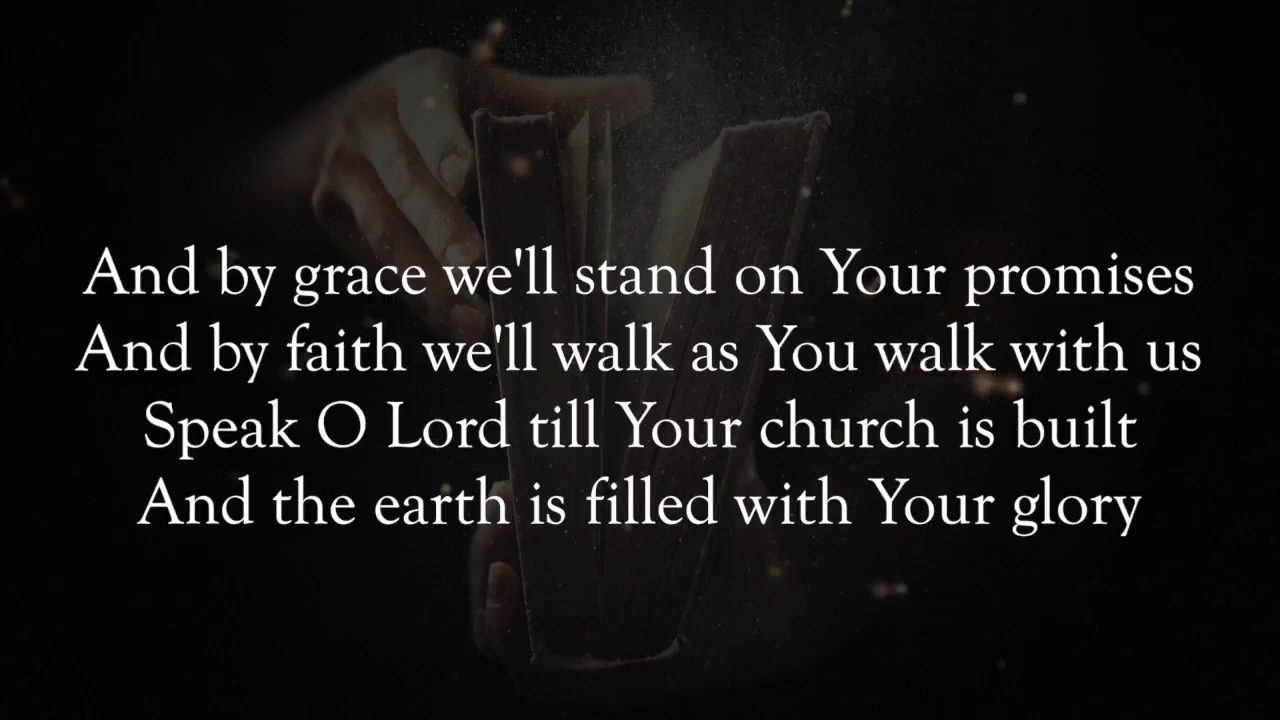 And by grace we'll stand on Your promises
And by faith we'll walk as You walk with us
Speak O Lord till Your church is built
And the earth is filled with Your glory